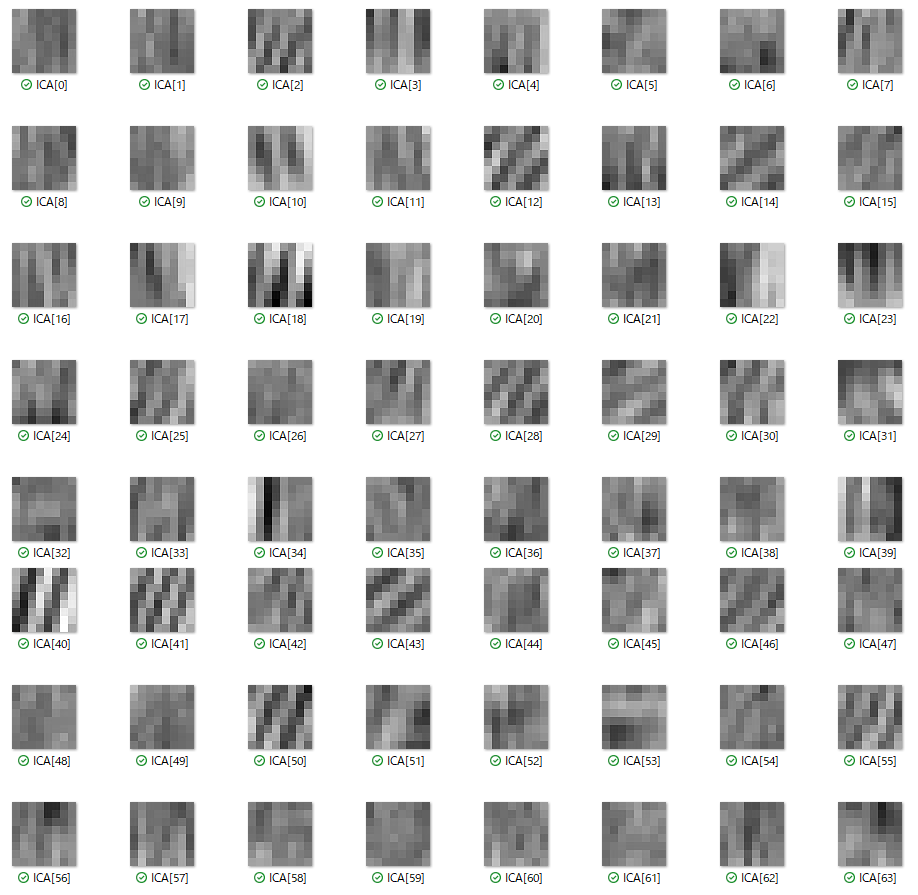 ICA[0] ICA[1] ICA[2] ICA[3] ICA[4] ICA[5] ICA[6] ICA[7]
ICA[8] ICA[9] ICA[10] ICA[11] ICA[12] ICA[13] ICA[14] ICA[15]
ICA[16] ICA[17] ICA[18] ICA[19] ICA[20] ICA[21] ICA[22] ICA[23]
ICA[24] ICA[25] ICA[26] ICA[27] ICA[28] ICA[29] ICA[30] ICA[31]
ICA[32] ICA[33] ICA[34] ICA[35] ICA[36] ICA[37] ICA[38] ICA[39]
ICA[40] ICA[41] ICA[42] ICA[43] ICA[44] ICA[45] ICA[46] ICA[47]
ICA[48] ICA[49] ICA[50] ICA[51] ICA[52] ICA[53] ICA[54] ICA[55]
ICA[56] ICA[57] ICA[58] ICA[59] ICA[60] ICA[61] ICA[62] ICA[63]